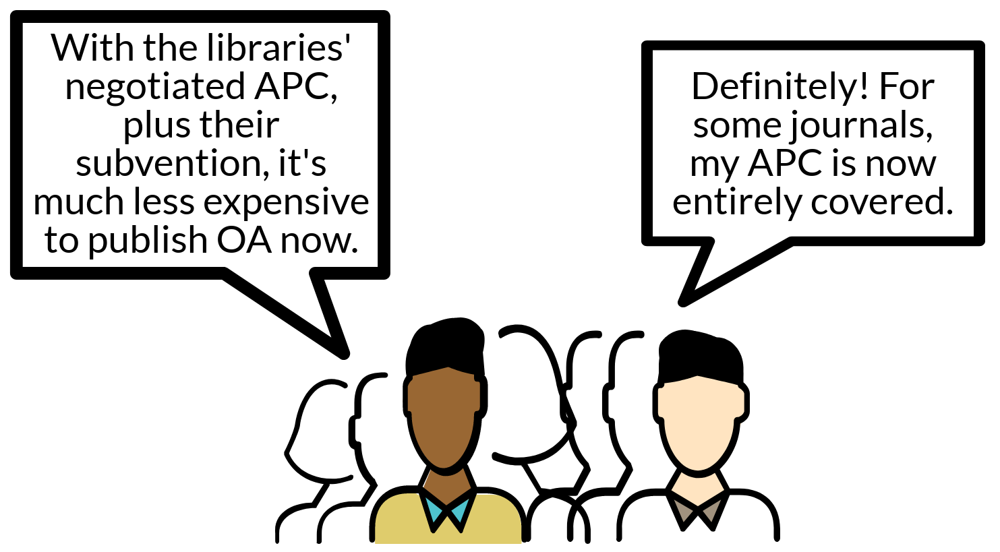 With the libraries'
negotiated APC,
plus their
subvention, it's
much less expensive
to publish OA now.
Definitely! For
some journals,
my APC is now
entirely covered.